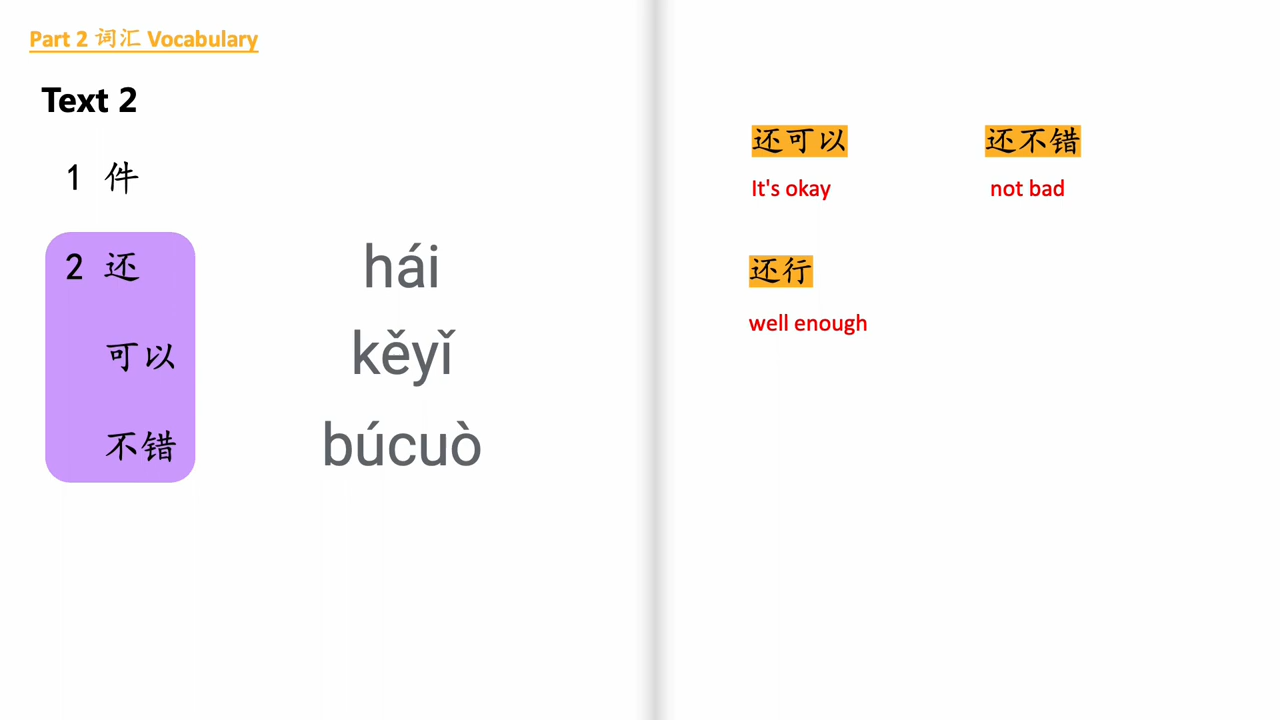 Part 2 词汇 Vocabulary
Text 2
1 件
2 还 hái
可以 kěyǐ
不错 búcuò
还可以 还不错
It's okay not bad
还行
well enough